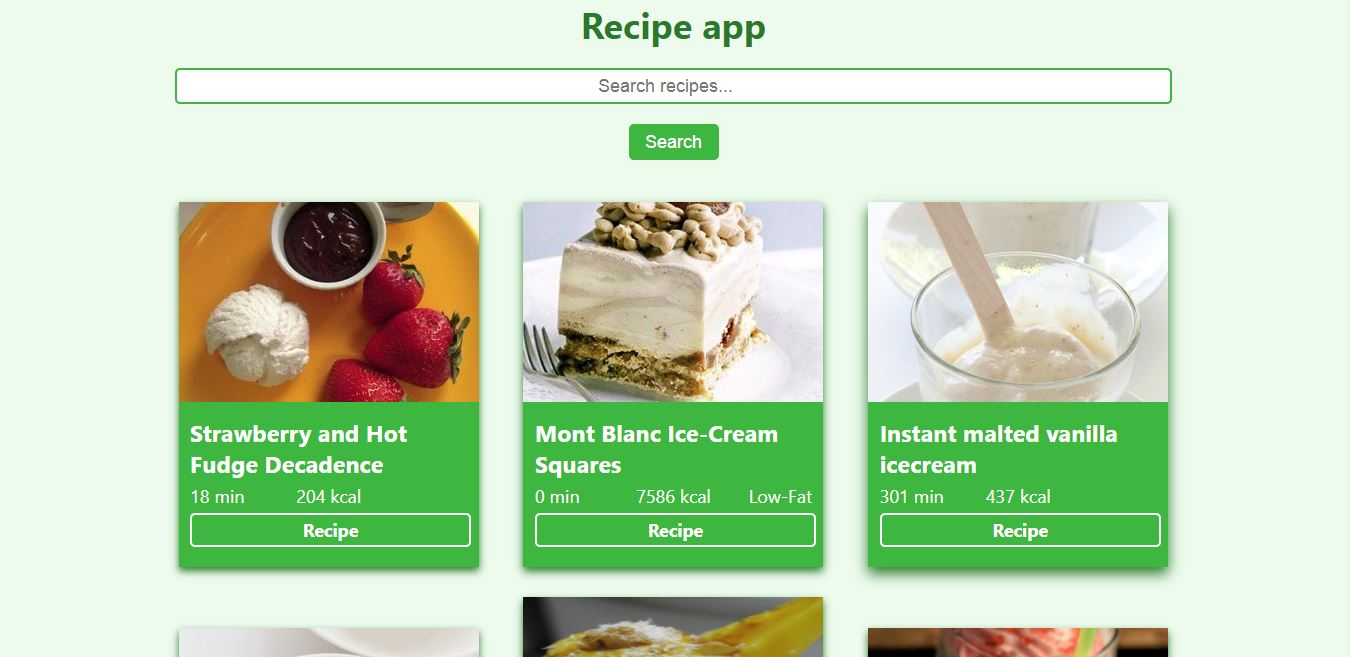 Recipe app
Search recipes...
Search
Strawberry and Hot
Fudge Decadence
18 min 204 kcal
Recipe
Mont Blanc Ice-Cream
Squares
0 min 7586 kcal Low-Fat
Recipe
Instant malted vanilla
icecream
301 min 437 kcal
Recipe